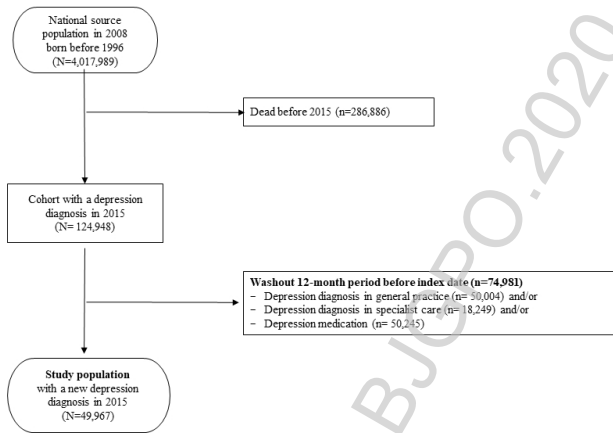 National source
population in 2008
born before 1996
(N=4,017,989)
Dead before 2015 (n=286,886)
Cohort with a depression
diagnosis in 2015
(N= 124,948)
Washout 12-month period before index date (n=74,981)
− Depression diagnosis in general practice (n= 50,004) and/or
− Depression diagnosis in specialist care (n= 18,249) and/or
− Depression medication (n= 50,245)
Study population
with a new depression
diagnosis in 2015
(N=49,967)
BJGPO.2020